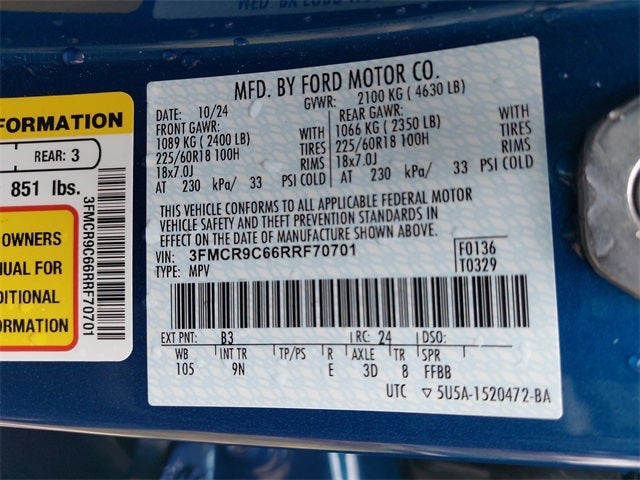 FORMATION
REAR: 3
851 lbs.
OWNERS
FOR
FORMATION
3FMCR9C66RRF70701
MFD. BY FORD MOTOR CO.
DATE: 10/24 GVWR: 2100 KG ( 4630 LB)
FRONT GAWR: REAR GAWR:
1089 KG ( 2400 LB) WITH 1066 KG ( 2350 LB) WITH
225/60R18 100H TIRES 225/60R18 100H TIRES
18x7.0J RIMS 18x7.0J RIMS
AT 230 kPa/ 33 PSI COLD AT 230 kPa/ 33 PSI COLD
THIS VEHICLE CONFORMS TO ALL APPLICABLE FEDERAL MOTOR
VEHICLE SAFETY AND THEFT PREVENTION STANDARDS IN
EFFECT ON THE DATE OF MANUFACTURE SHOWN ABOVE.
VIN: 3FMCR9C66RRF70701 F0136
TYPE: MPV T0329
EXT PNT: B3 RC: 24 DSO:
WB INT TR TP/PS R AXLE TR SPR
105 9N E 3D 8 FFBB
UTC ▽ 5U5A-1520472-BA